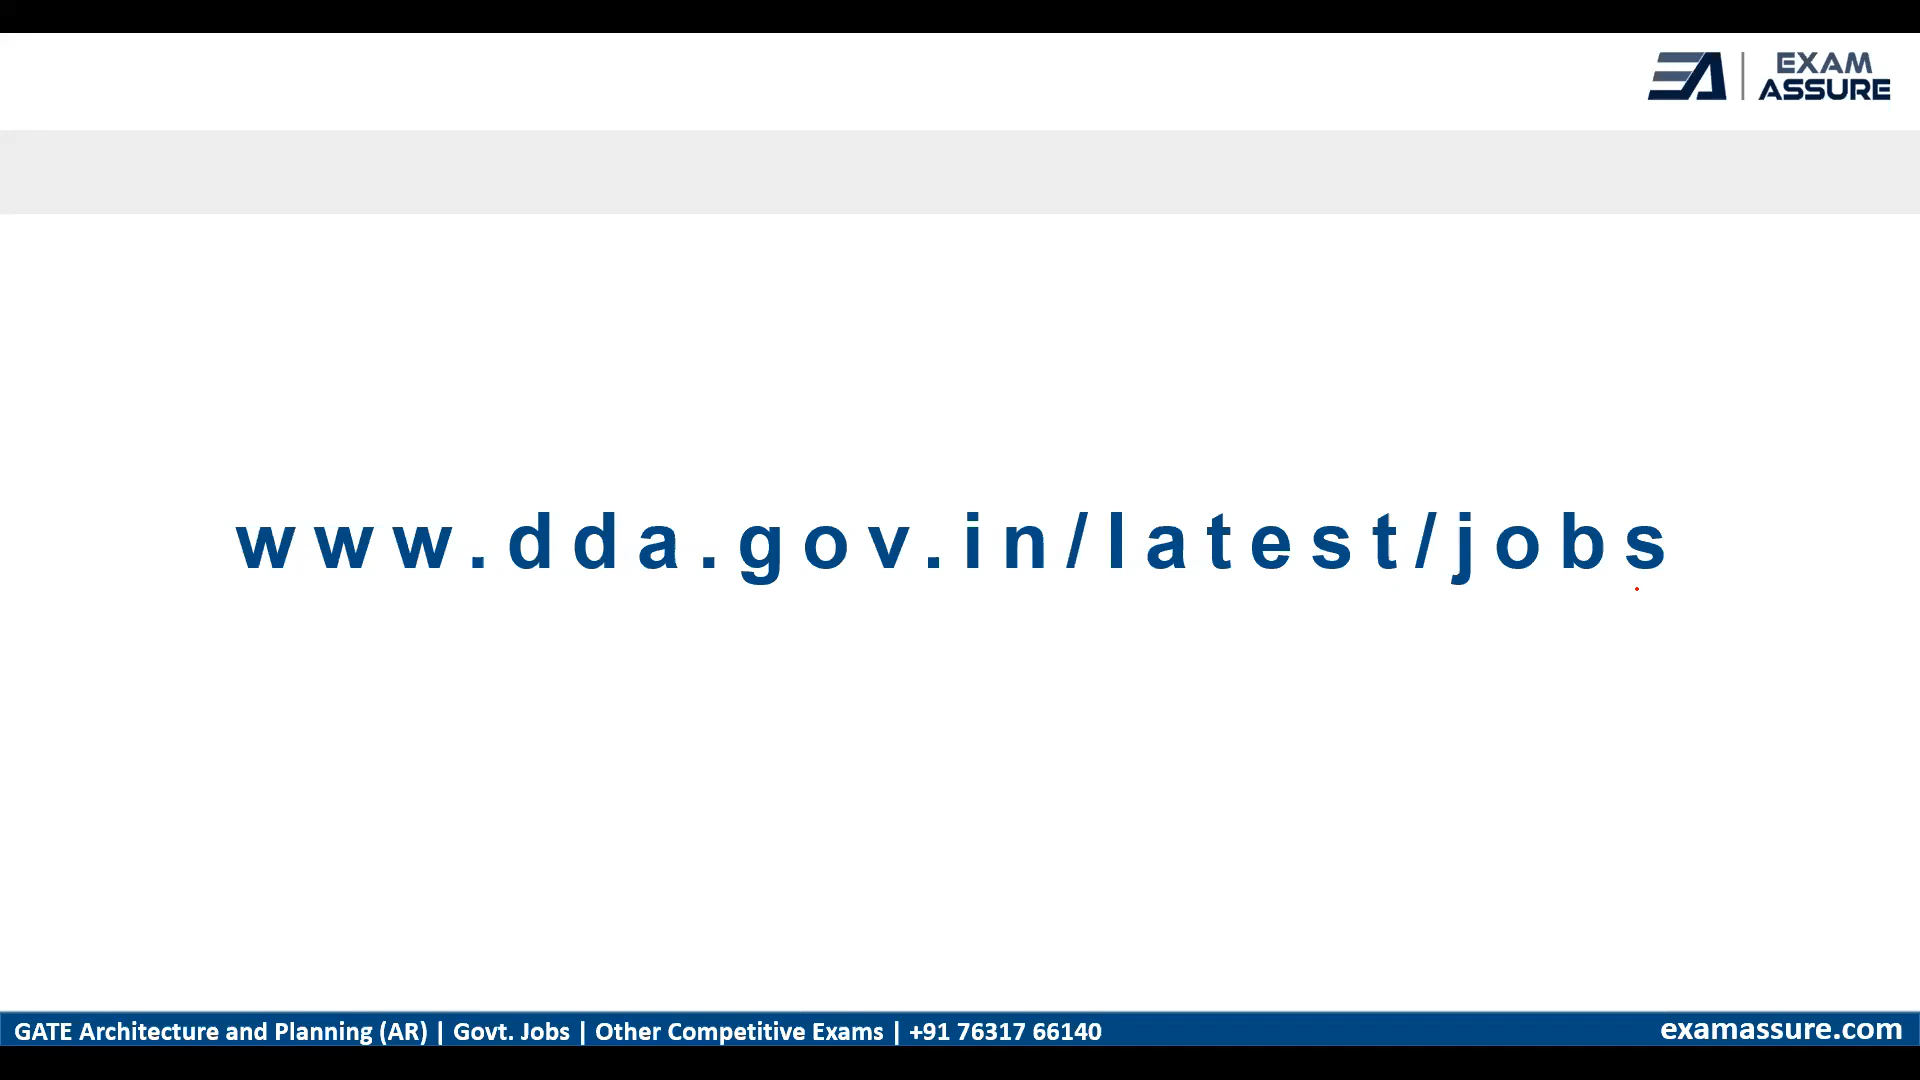 EXAM
ASSURE
www.dda.gov.in/latest/jobs
GATE Architecture and Planning (AR) | Govt. Jobs | Other Competitive Exams | +91 76317 66140
examassure.com